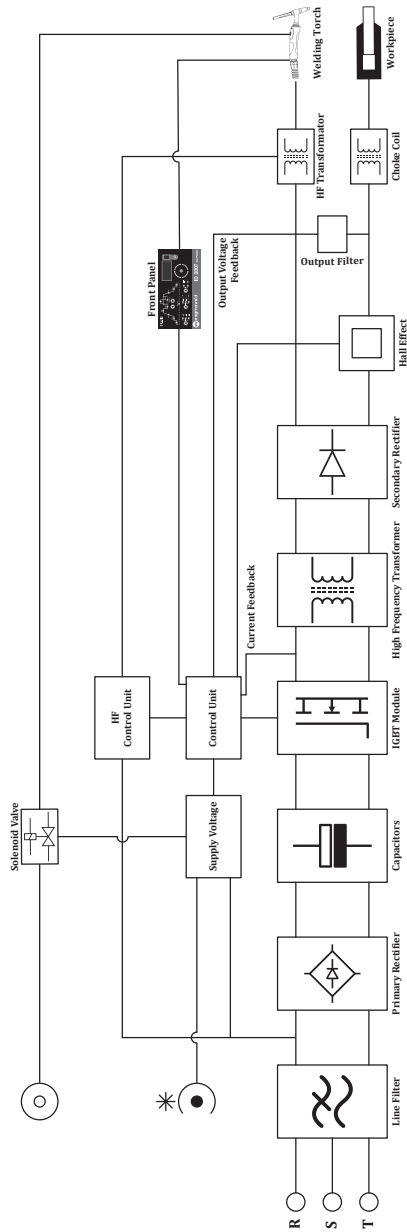 Solenoid Valve
HF
Control Unit
Front Panel
Welding Torch
Supply Voltage
Control Unit
Current Feedback
Output Voltage
Feedback
HF Transformator
Workpiece
Output Filter
Choke Coil
R
S
T
Line Filter
Primary Rectifier
Capacitors
IGBT Module
High Frequency Transformer
Secondary Rectifier
Hall Effect